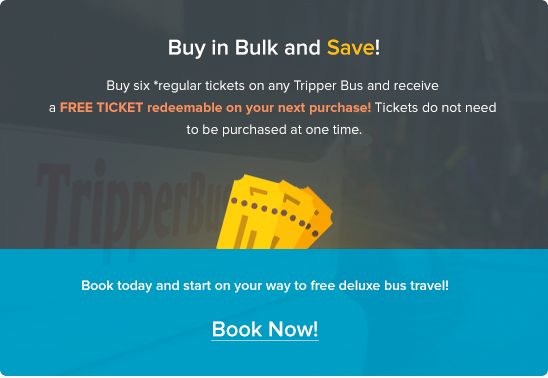 Buy in Bulk and Save!
Buy six *regular tickets on any Tripper Bus and receive
a FREE TICKET redeemable on your next purchase! Tickets do not need
to be purchased at one time.
TripperBus
Book today and start on your way to free deluxe bus travel!
Book Now!